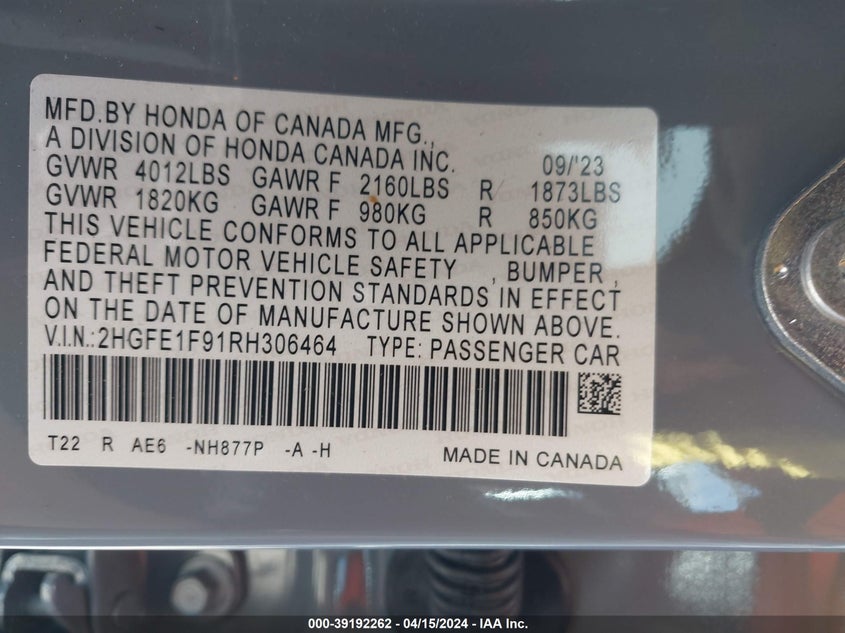 MFD.BY HONDA OF CANADA MFG.,
A DIVISION OF HONDA CANADA INC. 09/'23
GVWR 4012LBS GAWR F 2160LBS R/ 1873LBS
GVWR 1820KG GAWR F 980KG R 850KG
THIS VEHICLE CONFORMS TO ALL APPLICABLE
FEDERAL MOTOR VEHICLE SAFETY , BUMPER ,
AND THEFT PREVENTION STANDARDS IN EFFECT
ON THE DATE OF MANUFACTURE SHOWN ABOVE.
V.I.N.:2HGFE1F91RH306464 TYPE: PASSENGER CAR
T22 R AE6 -NH877P -A -H MADE IN CANADA
000-39192262 - 04/15/2024 - IAA Inc.